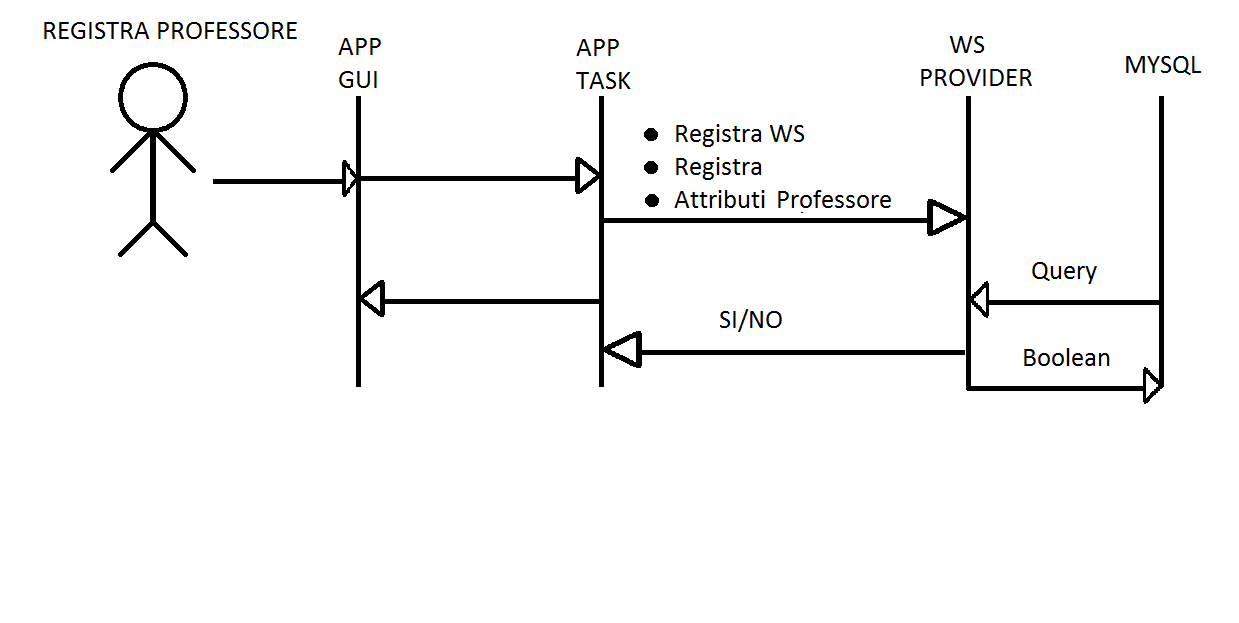 REGISTRA PROFESSORE
APP
GUI
APP
TASK
WS
PROVIDER
MYSQL
Registra WS
Registra
Attributi Professore
Query
SI/NO
Boolean